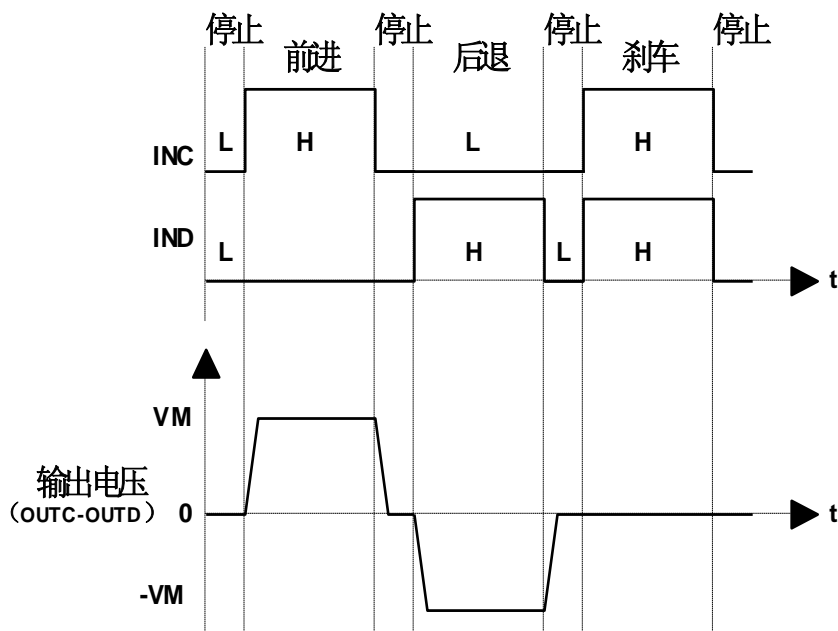 停止 停止 停止 停止
前进 后退 刹车
INC L H L H
IND L H L H
t
VM
输出电压
（OUTC-OUTD） 0
t
-VM